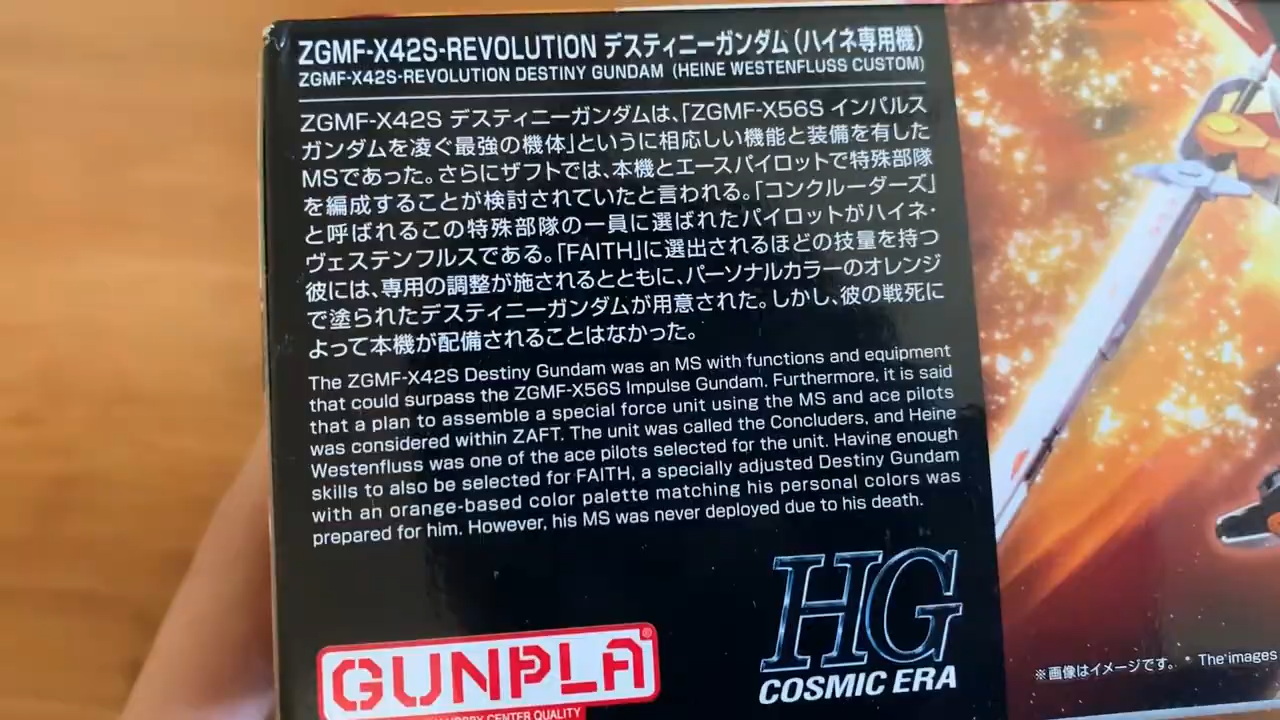 ZGMF-X42S-REVOLUTION デスティニーガンダム(ハイネ専用機)
ZGMF-X42S-REVOLUTION DESTINY GUNDAM (HEINE WESTENFLUSS CUSTOM)
ZGMF-X42S デスティニーガンダムは、「ZGMF-X56S インパルス
ガンダムを凌ぐ最強の機体」というに相応しい機能と装備を有した
MSであった。さらにザフトでは、本機とエースパイロットで特殊部隊
を編成することが検討されていたと言われる。「コンクルーダーズ」
と呼ばれるこの特殊部隊の一員に選ばれたパイロットがハイネ・
ヴェステンフルスである。「FAITH」に選出されるほどの技量を持つ
彼には、専用の調整が施されるとともに、パーソナルカラーのオレンジ
で塗られたデスティニーガンダムが用意された。しかし、彼の戦死に
よって本機が配備されることはなかった。
The ZGMF-X42S Destiny Gundam was an MS with functions and equipment
that could surpass the ZGMF-X56S Impulse Gundam. Furthermore, it is said
that a plan to assemble a special force unit using the MS and ace pilots
was considered within ZAFT. The unit was called the Concluders, and Heine
Westenfluss was one of the ace pilots selected for the unit. Having enough
skills to also be selected for FAITH, a specially adjusted Destiny Gundam
with an orange-based color palette matching his personal colors was
prepared for him. However, his MS was never deployed due to his death.
HG
COSMIC ERA
GUNPLA®
HOBBY CENTER QUALITY
※画像はイメージです。 • The images